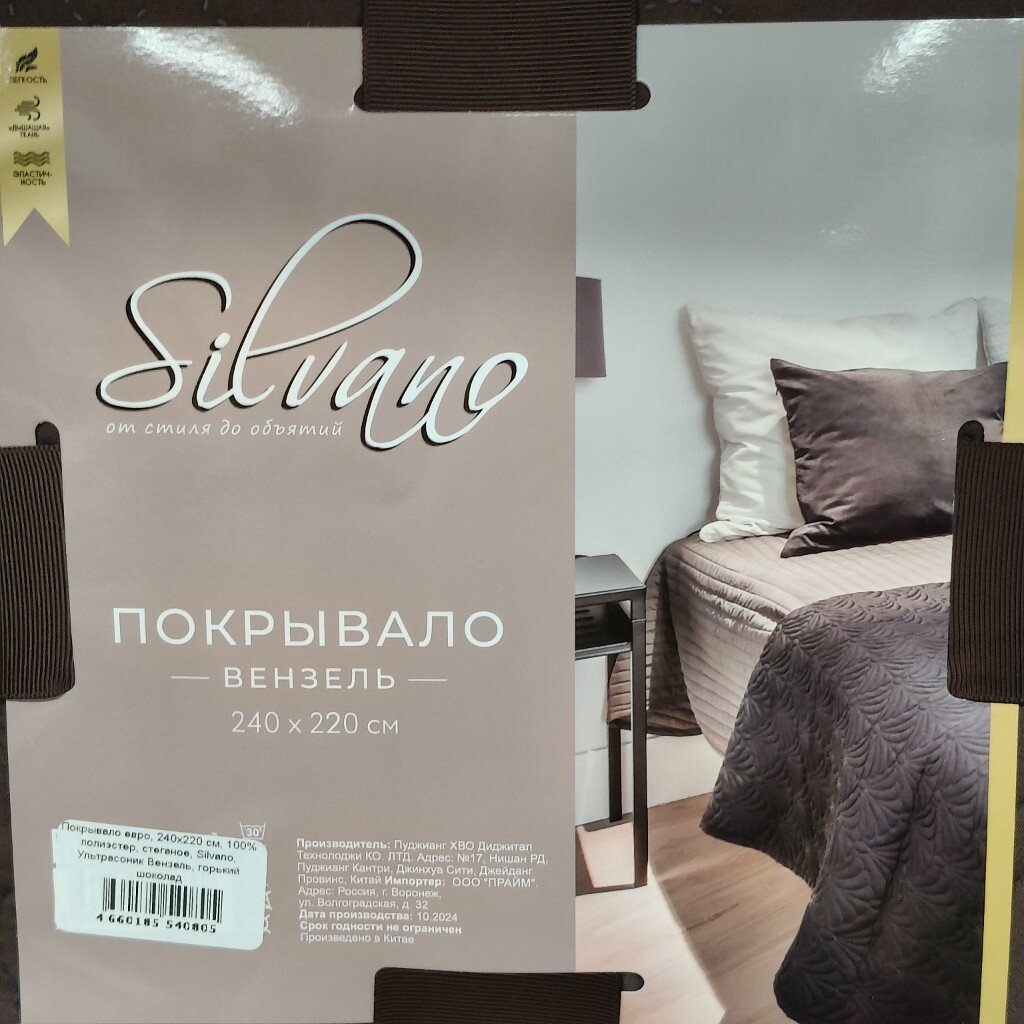 ЛЕГКОСТЬ
«ДЫШАЩАЯ»
ТКАНЬ
ЭЛАСТИЧ-
НОСТЬ
Silvano
от стиля до объятий
ПОКРЫВАЛО
— ВЕНЗЕЛЬ —
240 х 220 см
Покрывало евро, 240х220 см, 100%
полиэстер, стеганое, Silvano,
Ультрасоник Вензель, горький
шоколад
4 660185 540805
30°
Производитель: Пуджианг ХВО Диджитал
Технолоджи КО. ЛТД. Адрес: №17, Нишан РД,
Пуджианг Кантри, Джинхуа Сити, Джейданг
Провинс, Китай Импортер: ООО "ПРАЙМ".
Адрес: Россия, г. Воронеж,
ул. Волгоградская, д. 32
Дата производства: 10.2024
Срок годности не ограничен
Произведено в Китае